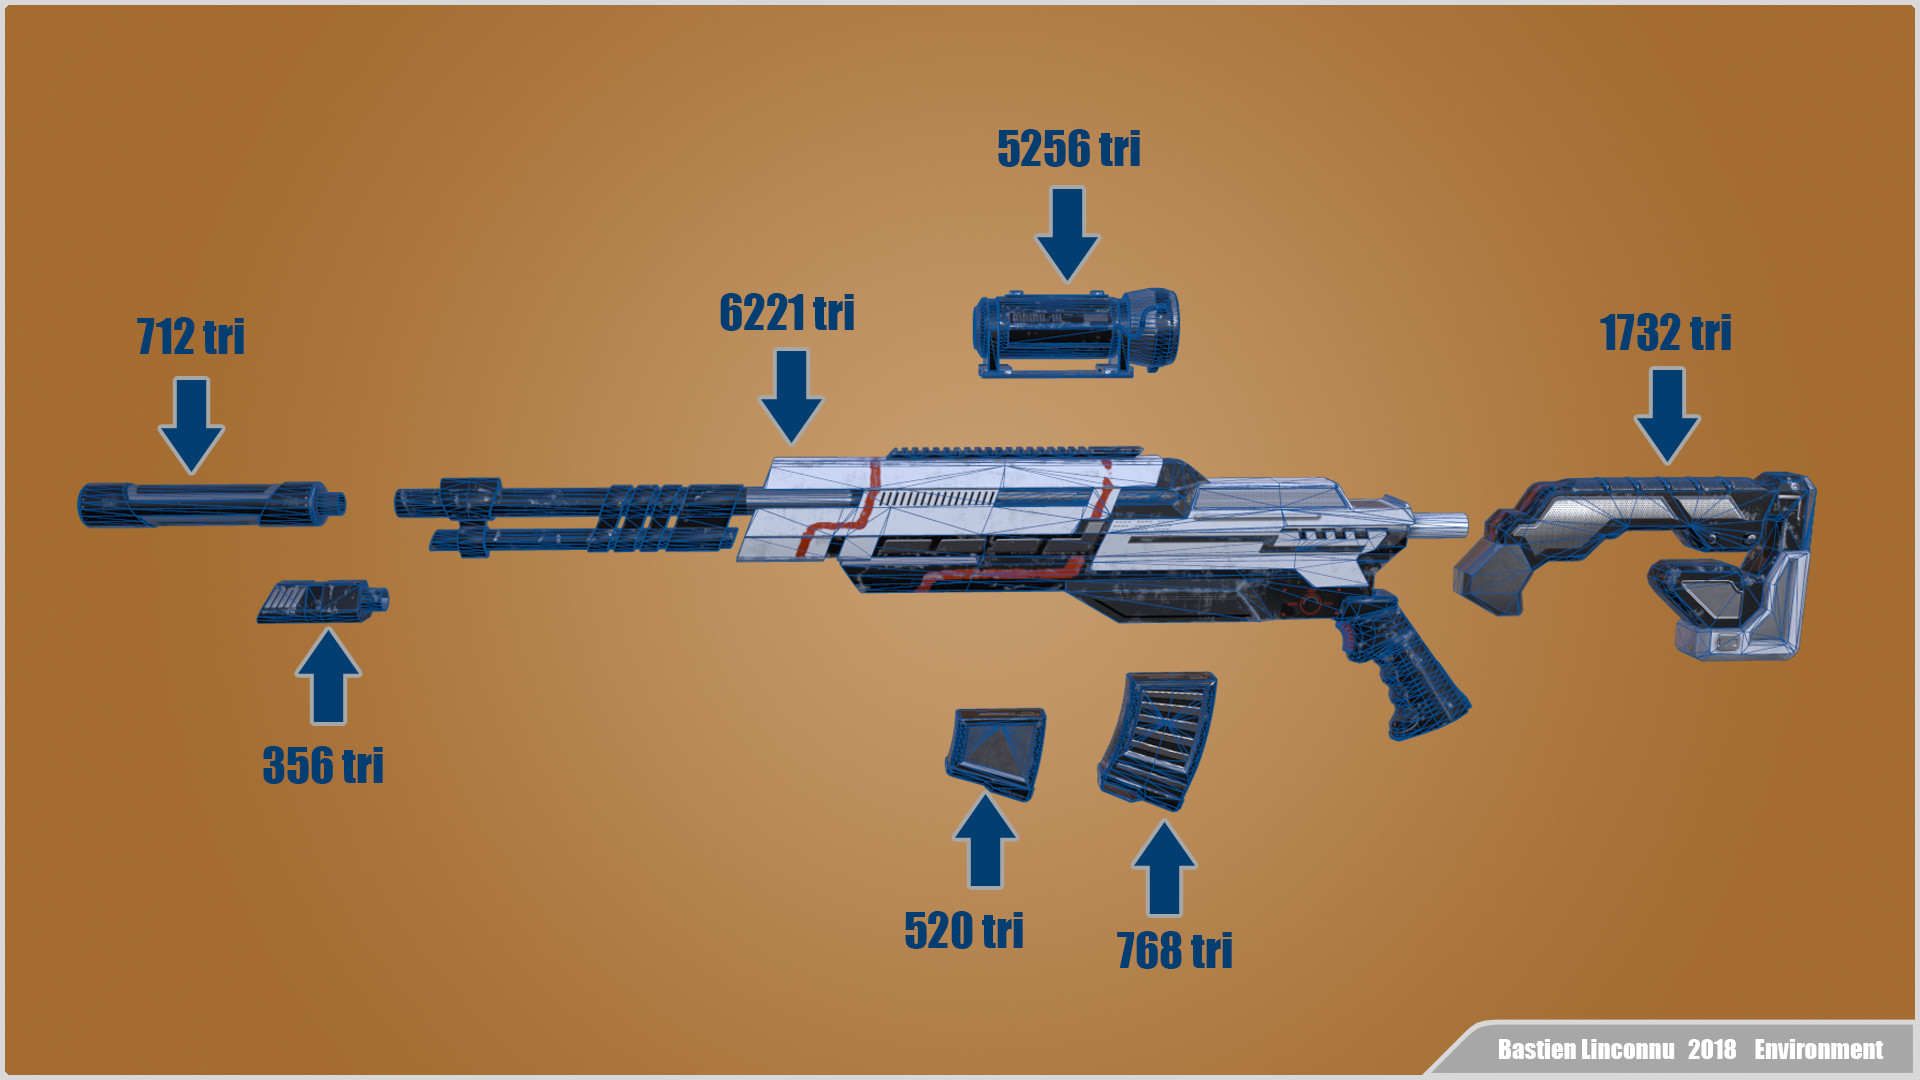 5256 tri
6221 tri
712 tri
1732 tri
356 tri
520 tri
768 tri
Bastien Linconnu 2018 Environment